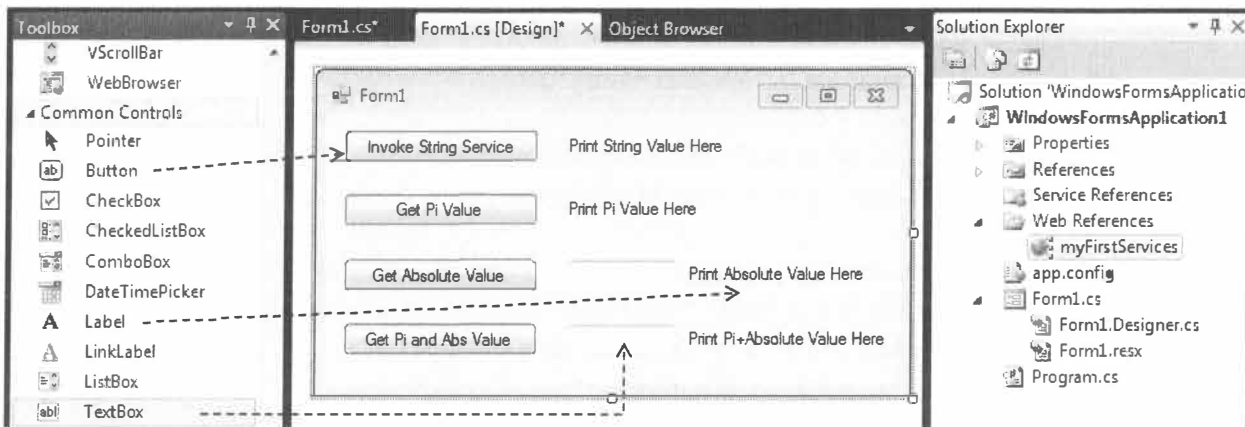 Toolbox
VScrollBar
WebBrowser
Common Controls
Pointer
Button
CheckBox
CheckedListBox
ComboBox
DateTimePicker
A Label
A LinkLabel
ListBox
abl TextBox
Form1.cs*
Form1.cs [Design]*
Object Browser
Form1
Invoke String Service
Print String Value Here
Get Pi Value
Print Pi Value Here
Get Absolute Value
Print Absolute Value Here
Get Pi and Abs Value
Print Pi+Absolute Value Here
Solution Explorer
Solution 'WindowsFormsApplicatio
WindowsFormsApplication1
Properties
References
Service References
Web References
myFirstServices
app.config
Form1.cs
Form1.Designer.cs
Form1.resx
Program.cs